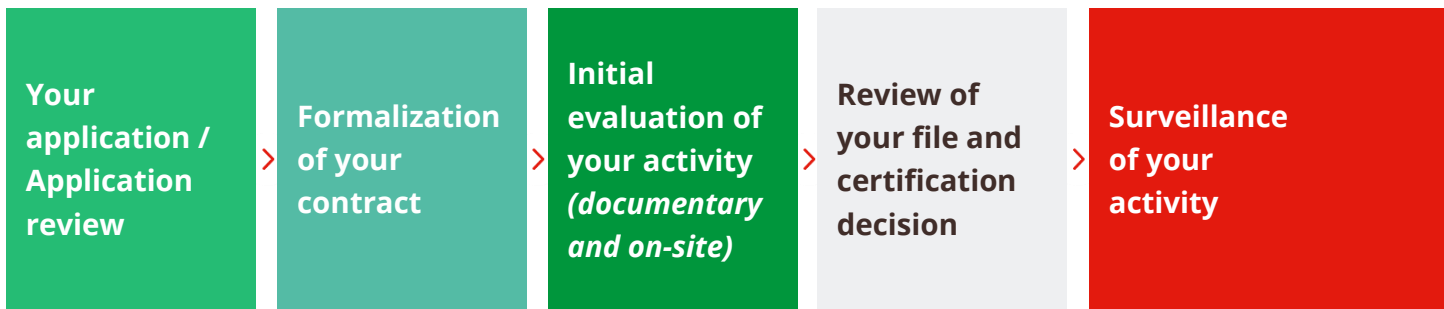 Your
application /
Application
review
Formalization
of your
contract
Initial
evaluation of
your activity
(documentary
and on-site)
Review of
your file and
certification
decision
Surveillance
of your
activity